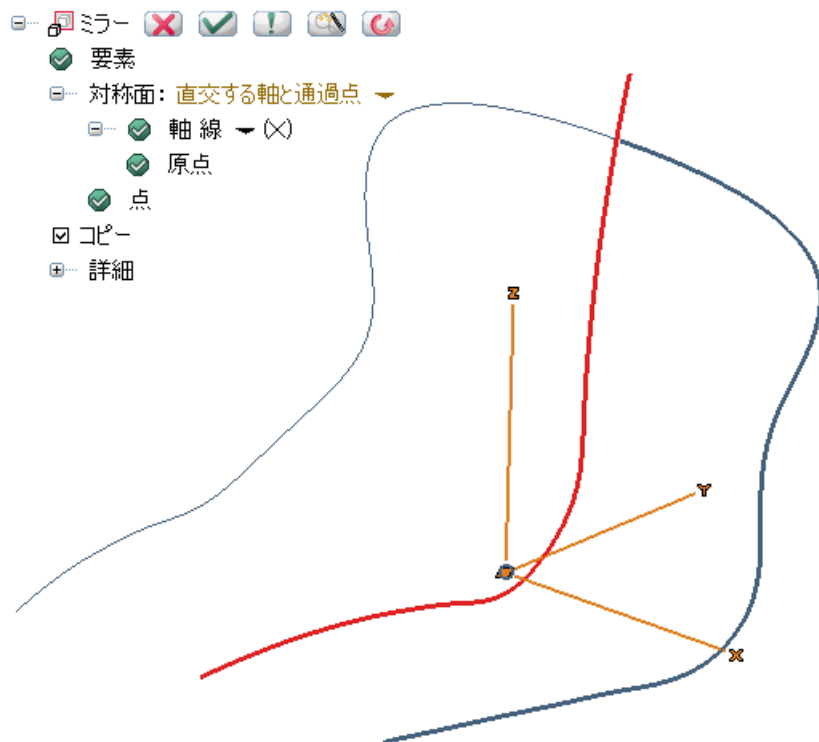 ミラー
要素
対称面: 直交する軸と通過点
軸 線 (X)
原点
点
コピー
詳細
Z
Y
X